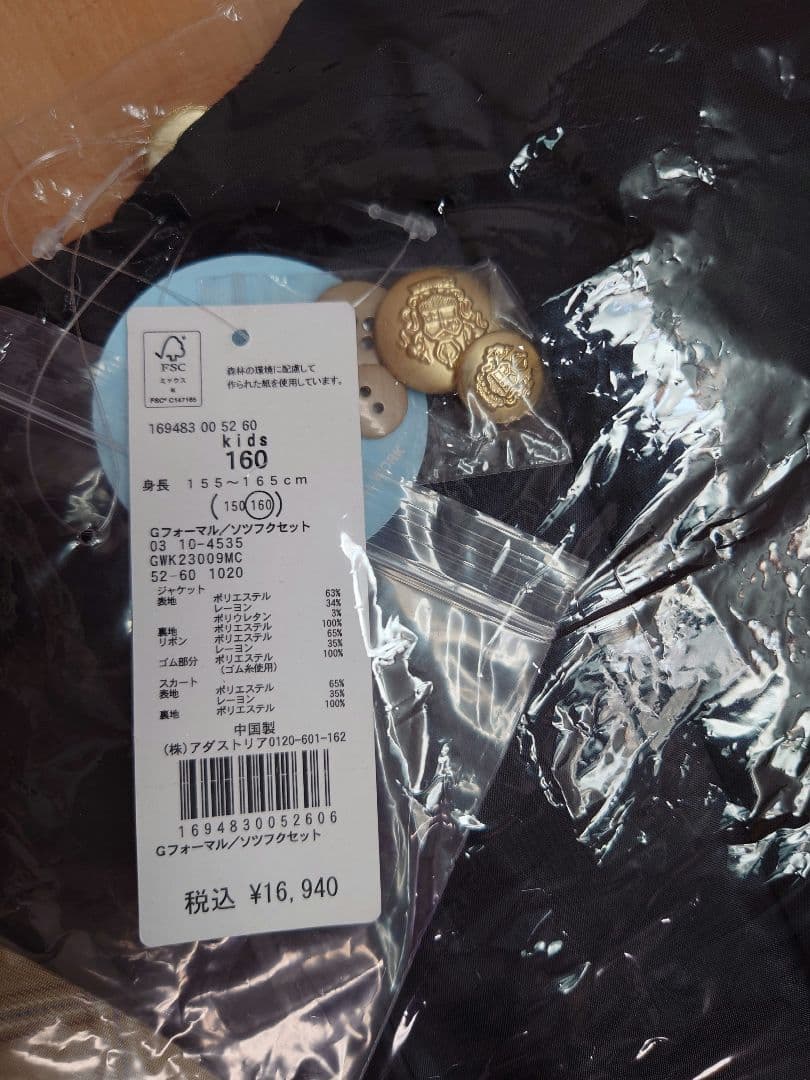 FSC
ミックス
紙
FSC® C147185
森林の環境に配慮して
作られた紙を使用しています。
169483 00 52 60
kids
160
身長 155～165cm
(150 160)
Gフォーマル/ソツフクセット
03 10-4535
GWK23009MC
52-60 1020
ジャケット
表地 ポリエステル 63%
レーヨン 34%
ポリウレタン 3%
裏地 ポリエステル 100%
リボン ポリエステル 65%
レーヨン 35%
ゴム部分 ポリエステル 100%
(ゴム糸使用)
スカート
表地 ポリエステル 65%
レーヨン 35%
裏地 ポリエステル 100%
中国製
(株)アダストリア0120-601-162
1694830052606
Gフォーマル/ソツフクセット
税込 ¥16,940